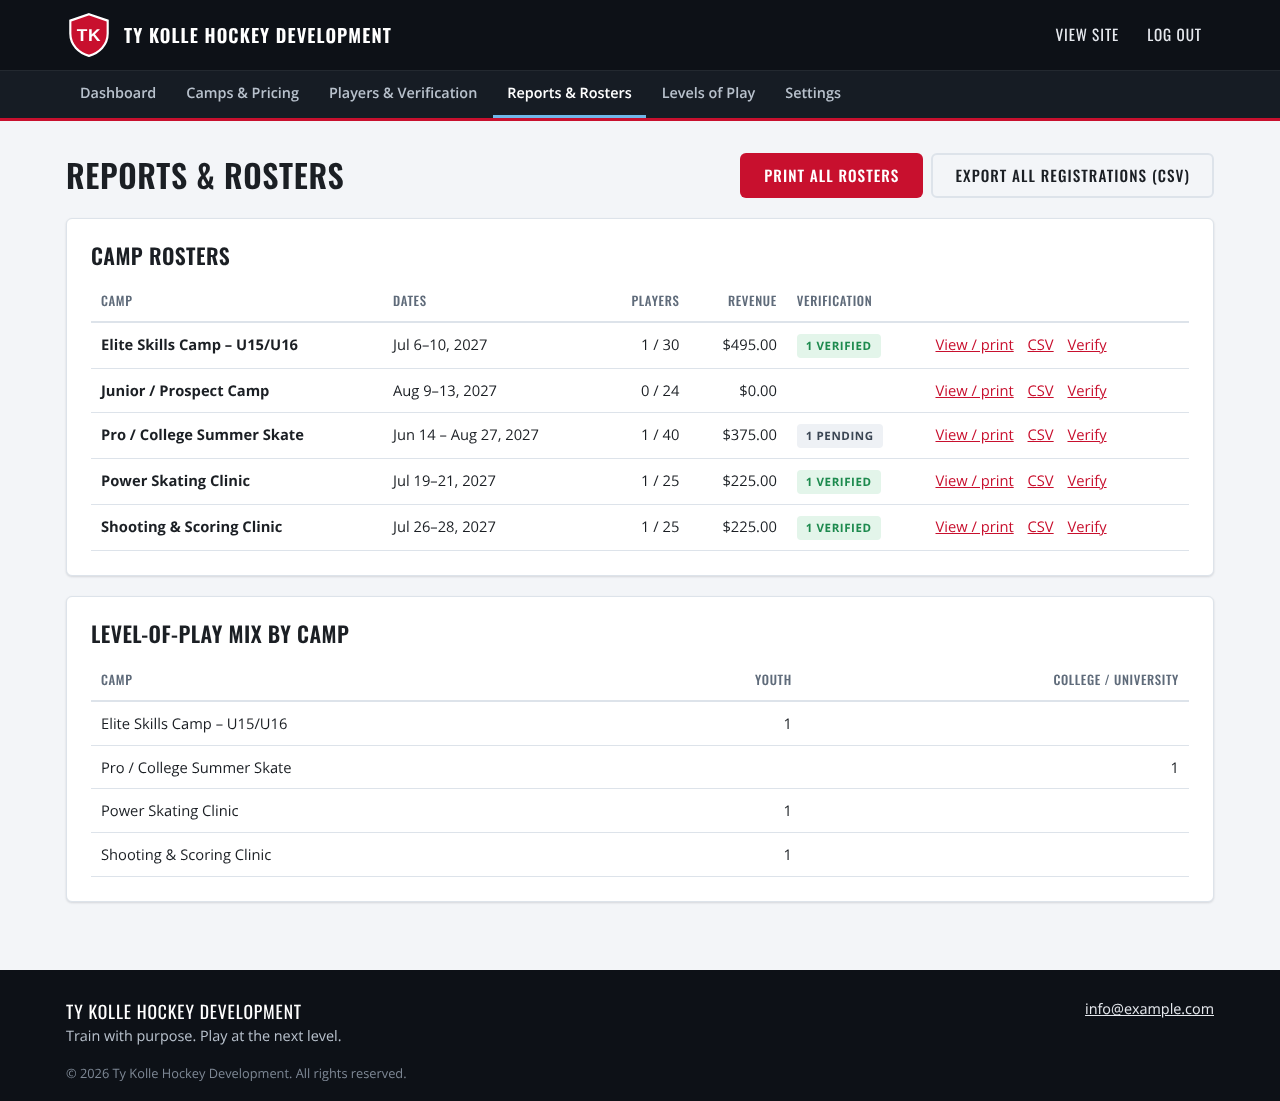 TK TY KOLLE HOCKEY DEVELOPMENT VIEW SITE LOG OUT
Dashboard Camps & Pricing Players & Verification Reports & Rosters Levels of Play Settings
REPORTS & ROSTERS PRINT ALL ROSTERS EXPORT ALL REGISTRATIONS (CSV)
CAMP ROSTERS
CAMP DATES PLAYERS REVENUE VERIFICATION
Elite Skills Camp – U15/U16 Jul 6–10, 2027 1 / 30 $495.00 1 VERIFIED View / print CSV Verify
Junior / Prospect Camp Aug 9–13, 2027 0 / 24 $0.00 View / print CSV Verify
Pro / College Summer Skate Jun 14 – Aug 27, 2027 1 / 40 $375.00 1 PENDING View / print CSV Verify
Power Skating Clinic Jul 19–21, 2027 1 / 25 $225.00 1 VERIFIED View / print CSV Verify
Shooting & Scoring Clinic Jul 26–28, 2027 1 / 25 $225.00 1 VERIFIED View / print CSV Verify
LEVEL-OF-PLAY MIX BY CAMP
CAMP YOUTH COLLEGE / UNIVERSITY
Elite Skills Camp – U15/U16 1
Pro / College Summer Skate 1
Power Skating Clinic 1
Shooting & Scoring Clinic 1
TY KOLLE HOCKEY DEVELOPMENT info@example.com
Train with purpose. Play at the next level.
© 2026 Ty Kolle Hockey Development. All rights reserved.